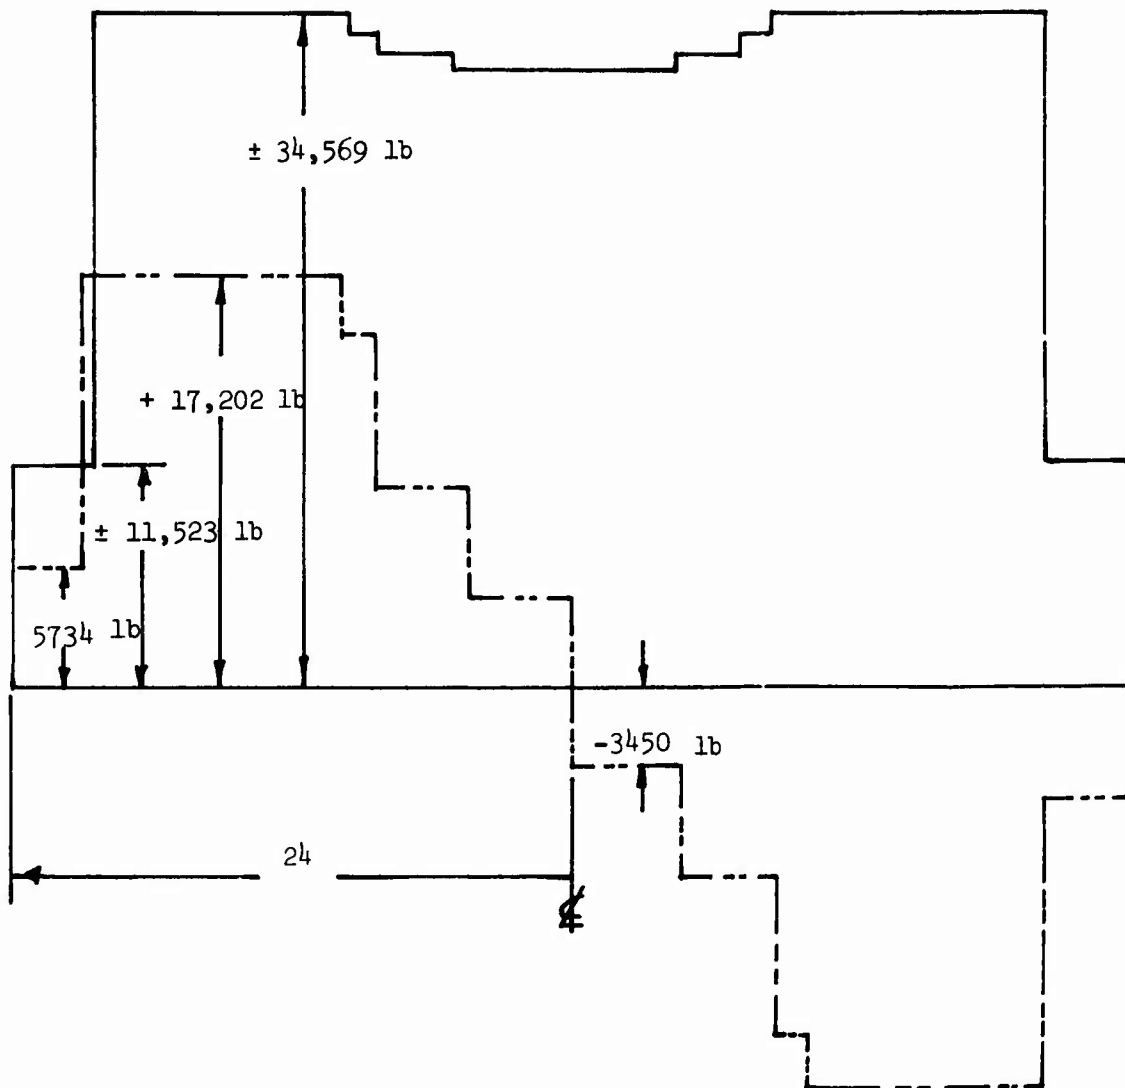 ± 34,569 lb
+ 17,202 lb
± 11,523 lb
5734 lb
-3450 lb
24
℄